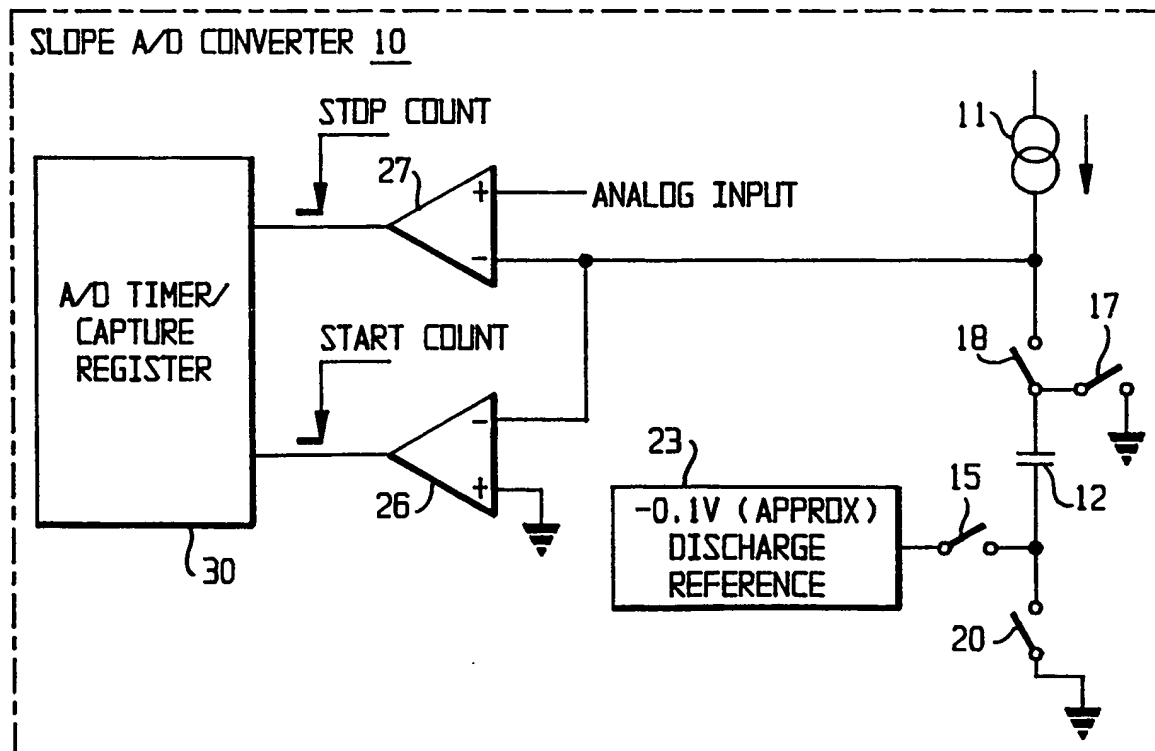 SLOPE A/D CONVERTER 10
STOP COUNT
11
27
+
ANALOG INPUT
-
A/D TIMER/
CAPTURE
REGISTER
START COUNT
17
18
-
+
26
23
15
12
-0.1V (APPROX)
DISCHARGE
REFERENCE
30
20